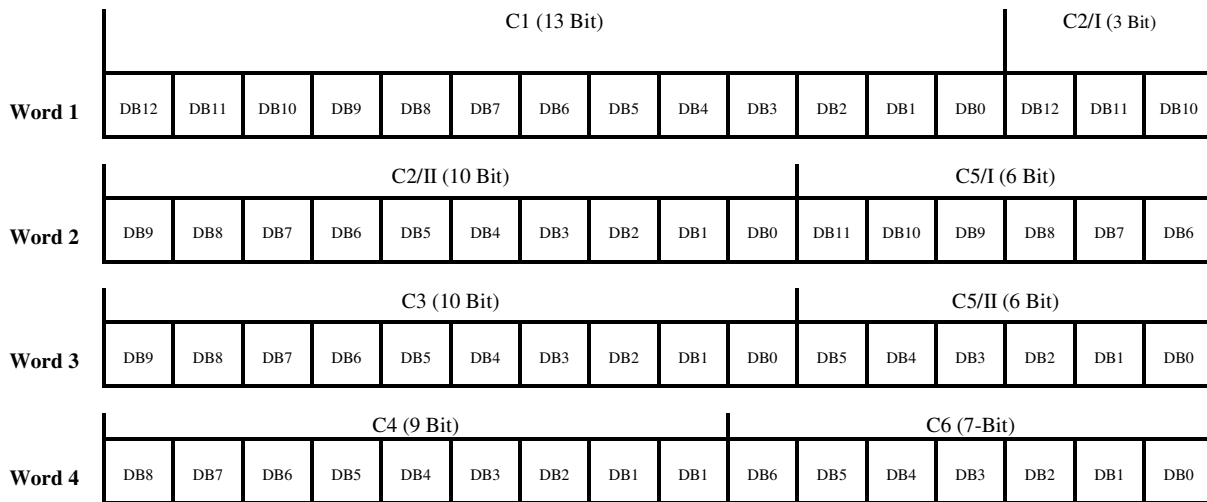 C1 (13 Bit) C2/I (3 Bit)
Word 1 DB12 DB11 DB10 DB9 DB8 DB7 DB6 DB5 DB4 DB3 DB2 DB1 DB0 DB12 DB11 DB10
C2/II (10 Bit) C5/I (6 Bit)
Word 2 DB9 DB8 DB7 DB6 DB5 DB4 DB3 DB2 DB1 DB0 DB11 DB10 DB9 DB8 DB7 DB6
C3 (10 Bit) C5/II (6 Bit)
Word 3 DB9 DB8 DB7 DB6 DB5 DB4 DB3 DB2 DB1 DB0 DB5 DB4 DB3 DB2 DB1 DB0
C4 (9 Bit) C6 (7-Bit)
Word 4 DB8 DB7 DB6 DB5 DB4 DB3 DB2 DB1 DB1 DB6 DB5 DB4 DB3 DB2 DB1 DB0